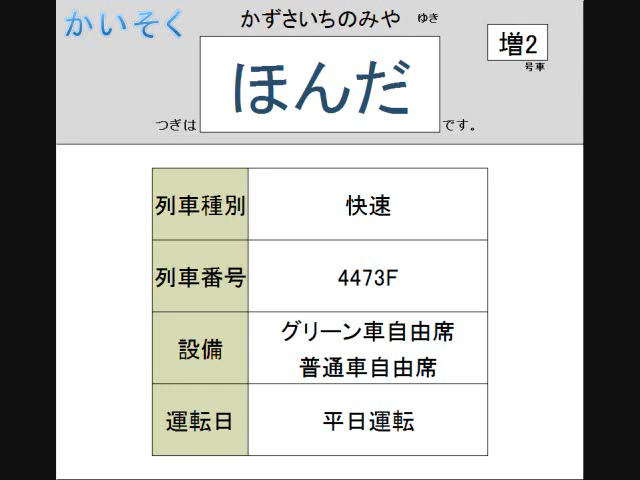 かいそく
かずさいちのみや ゆき
増2
号車
つぎは ほんだ です。
列車種別 快速
列車番号 4473F
設備 グリーン車自由席
普通車自由席
運転日 平日運転